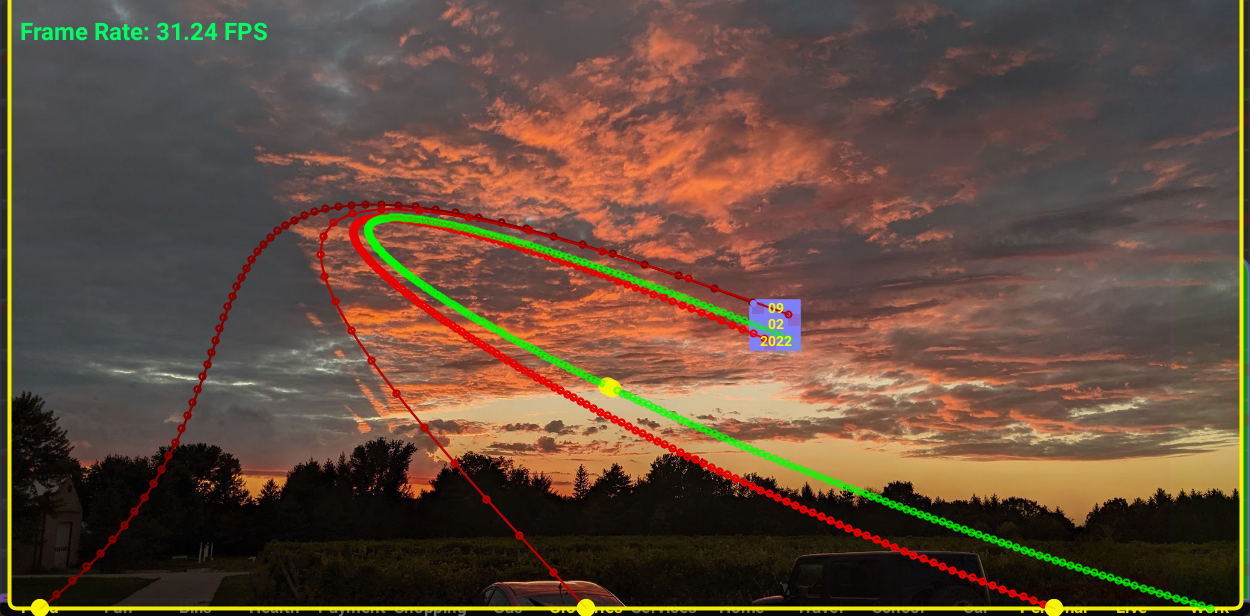 Frame Rate: 31.24 FPS
09
02
2022
Food Fun Bills Health Payment Shopping Gas Clothes Services Home Travel School Car Personal Live Work